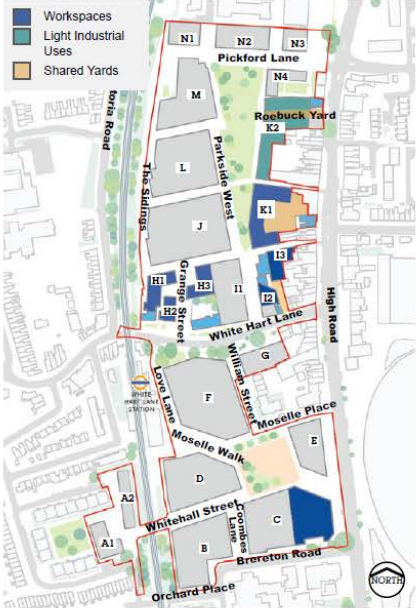 Workspaces
Light Industrial
Uses
Shared Yards
N1
N2
N3
Pickford Lane
N4
M
Roebuck Yard
K2
toria Road
The Sidings
Parkside West
L
K1
J
I3
H1
H3
I1
Grange Street
H2
I2
White Hart Lane
High Road
G
William Street
WHITE
HART LANE
STATION
Love Lane
F
Moselle Place
Moselle Walk
E
D
A2
Whitehall Street
Coombes
Lane
C
A1
B
Brereton Road
Orchard Place
NORTH